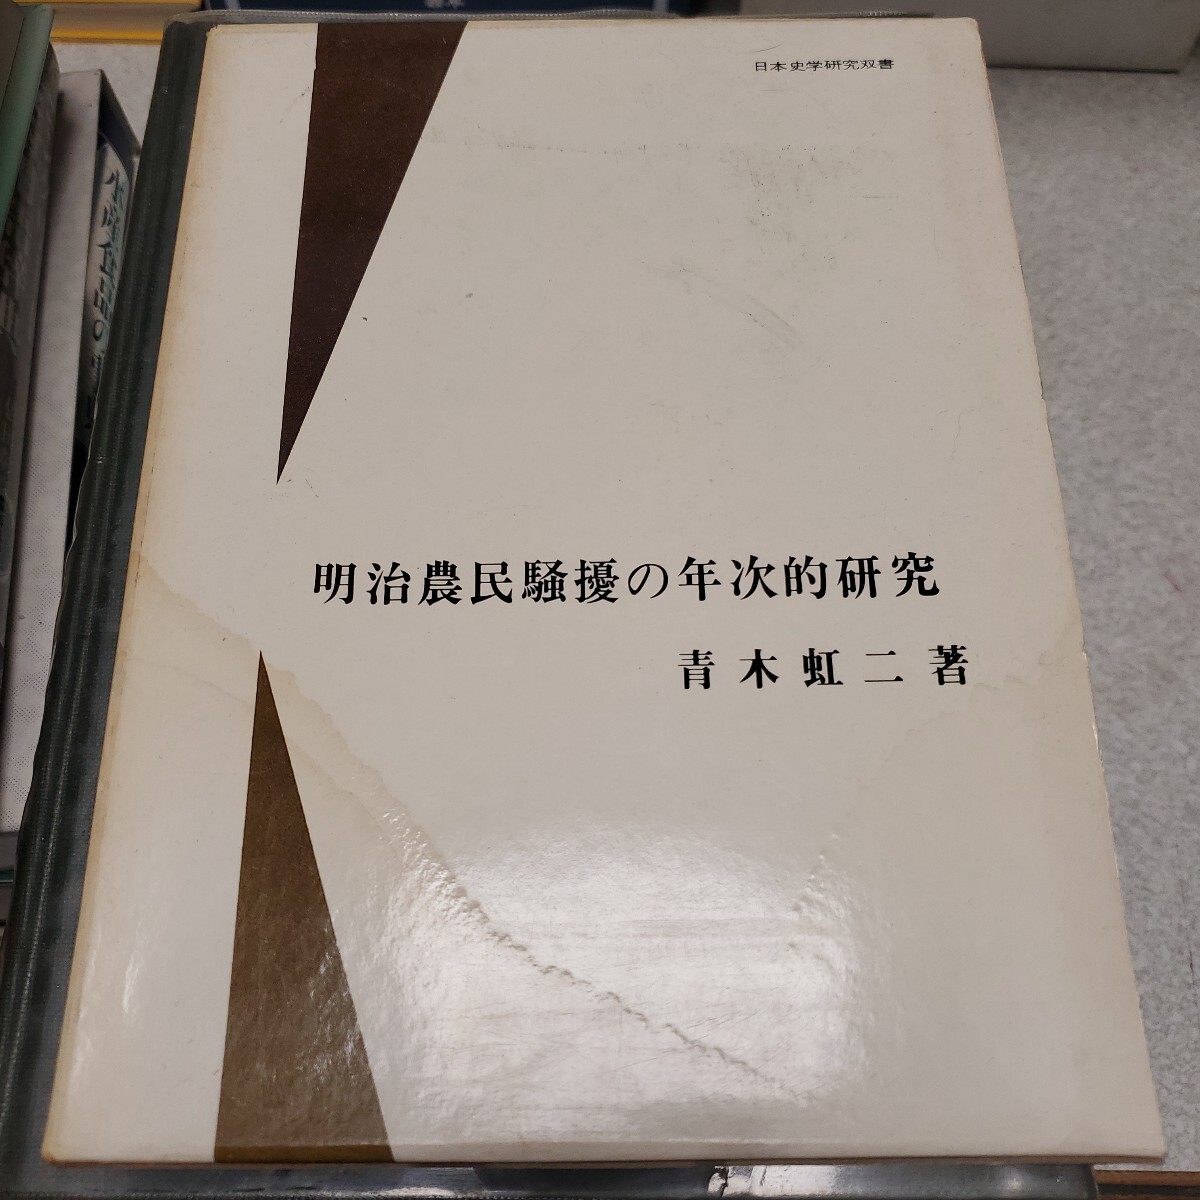 日本史学研究双書
明治農民騒擾の年次的研究
青木虹二著